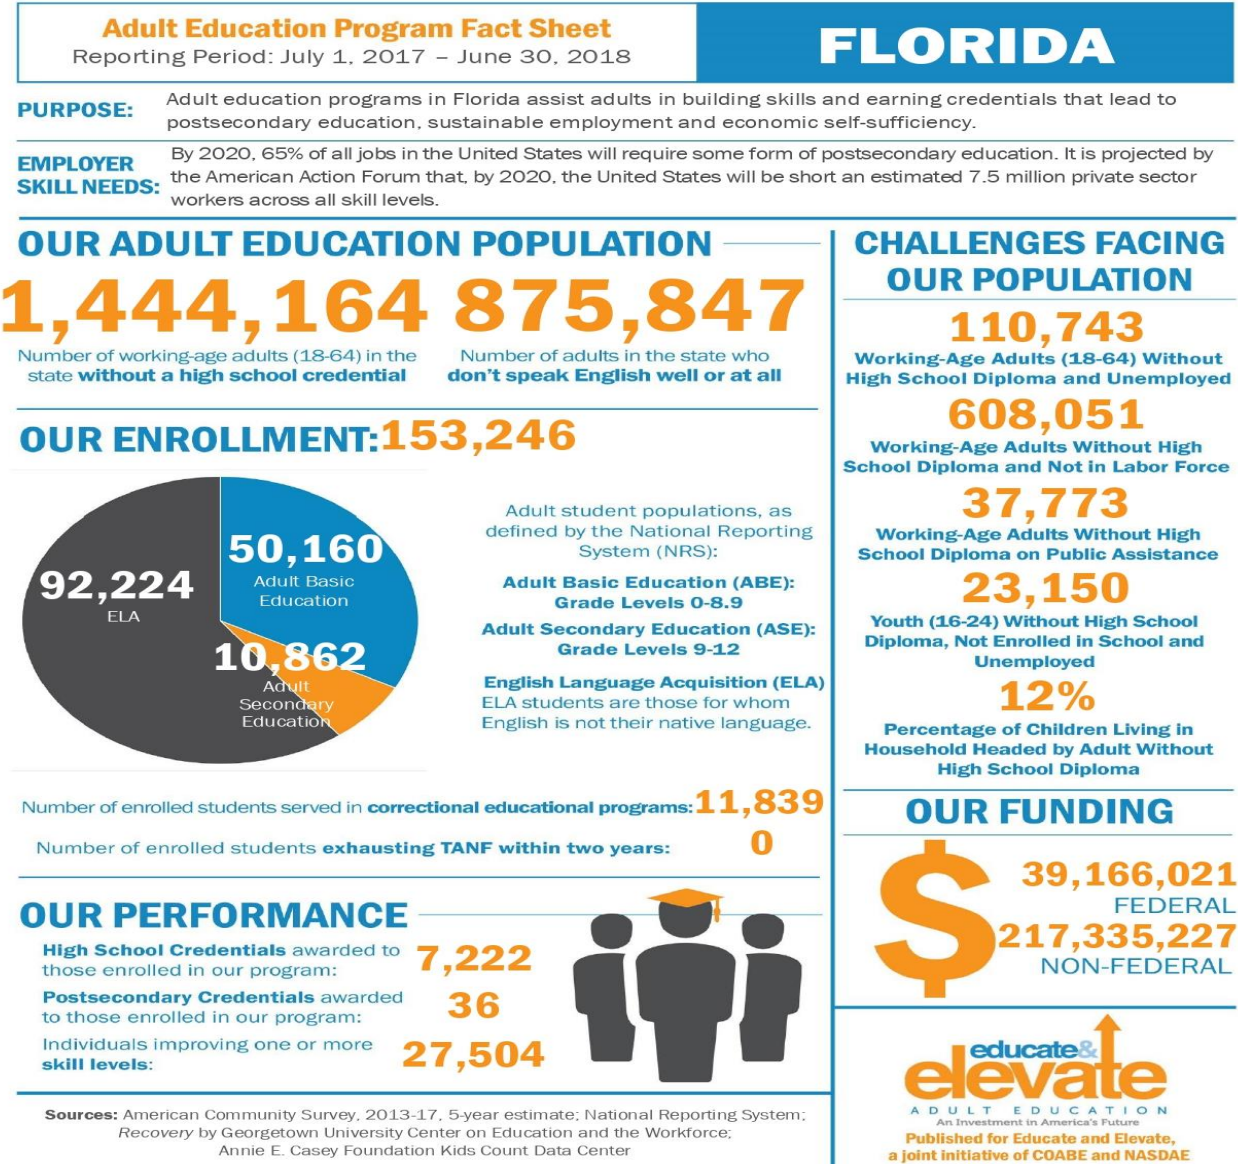 Adult Education Program Fact Sheet
Reporting Period: July 1, 2017 – June 30, 2018
FLORIDA
PURPOSE:
Adult education programs in Florida assist adults in building skills and earning credentials that lead to
postsecondary education, sustainable employment and economic self-sufficiency.
EMPLOYER
SKILL NEEDS:
By 2020, 65% of all jobs in the United States will require some form of postsecondary education. It is projected by
the American Action Forum that, by 2020, the United States will be short an estimated 7.5 million private sector
workers across all skill levels.
OUR ADULT EDUCATION POPULATION
1,444,164
Number of working-age adults (18-64) in the
state without a high school credential
875,847
Number of adults in the state who
don't speak English well or at all
OUR ENROLLMENT:153,246
50,160
Adult Basic
Education
92,224
ELA
10,862
Adult
Secondary
Education
Adult student populations, as
defined by the National Reporting
System (NRS):
Adult Basic Education (ABE):
Grade Levels 0-8.9
Adult Secondary Education (ASE):
Grade Levels 9-12
English Language Acquisition (ELA)
ELA students are those for whom
English is not their native language.
Number of enrolled students served in correctional educational programs:11,839
Number of enrolled students exhausting TANF within two years: 0
OUR PERFORMANCE
High School Credentials awarded to
those enrolled in our program:
7,222
Postsecondary Credentials awarded
to those enrolled in our program:
36
Individuals improving one or more
skill levels:
27,504
Sources: American Community Survey, 2013-17, 5-year estimate; National Reporting System;
Recovery by Georgetown University Center on Education and the Workforce;
Annie E. Casey Foundation Kids Count Data Center
CHALLENGES FACING
OUR POPULATION
110,743
Working-Age Adults (18-64) Without
High School Diploma and Unemployed
608,051
Working-Age Adults Without High
School Diploma and Not in Labor Force
37,773
Working-Age Adults Without High
School Diploma on Public Assistance
23,150
Youth (16-24) Without High School
Diploma, Not Enrolled in School and
Unemployed
12%
Percentage of Children Living in
Household Headed by Adult Without
High School Diploma
OUR FUNDING
$
39,166,021
FEDERAL
217,335,227
NON-FEDERAL
educate&
elevate
ADULT EDUCATION
An Investment in America's Future
Published for Educate and Elevate,
a joint initiative of COABE and NASDAE